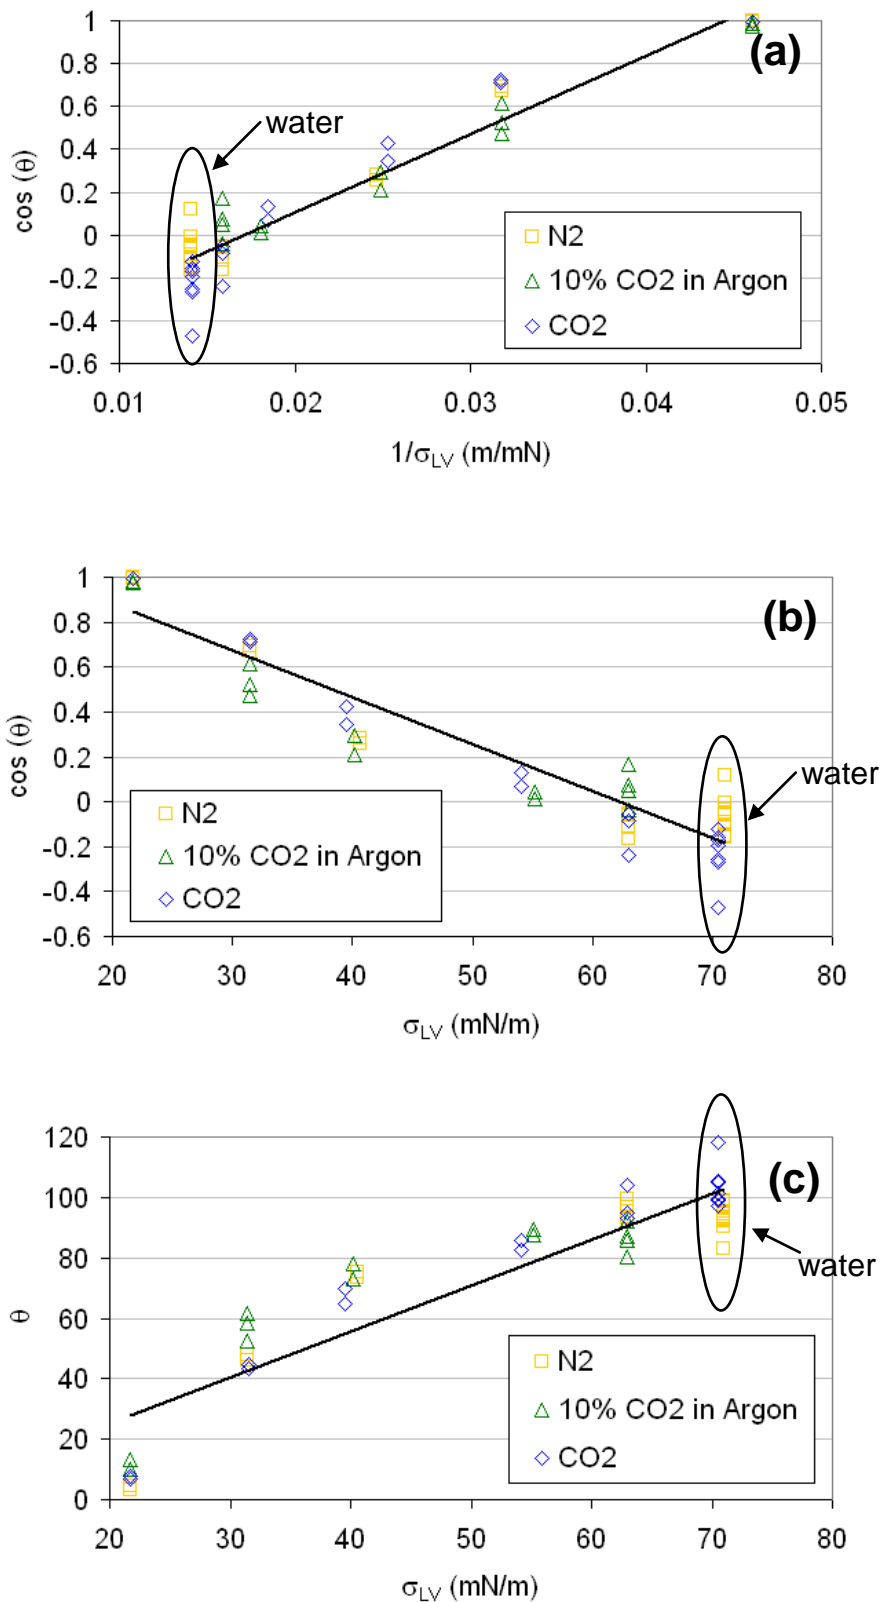 (a)
1
0.8
0.6
0.4
0.2
0
-0.2
-0.4
-0.6
cos (θ)
water
N2
10% CO2 in Argon
CO2
0.01 0.02 0.03 0.04 0.05
1/σLV (m/mN)
(b)
1
0.8
0.6
0.4
0.2
0
-0.2
-0.4
-0.6
cos (θ)
water
N2
10% CO2 in Argon
CO2
20 30 40 50 60 70 80
σLV (mN/m)
(c)
120
100
80
60
40
20
0
θ
water
N2
10% CO2 in Argon
CO2
20 30 40 50 60 70 80
σLV (mN/m)